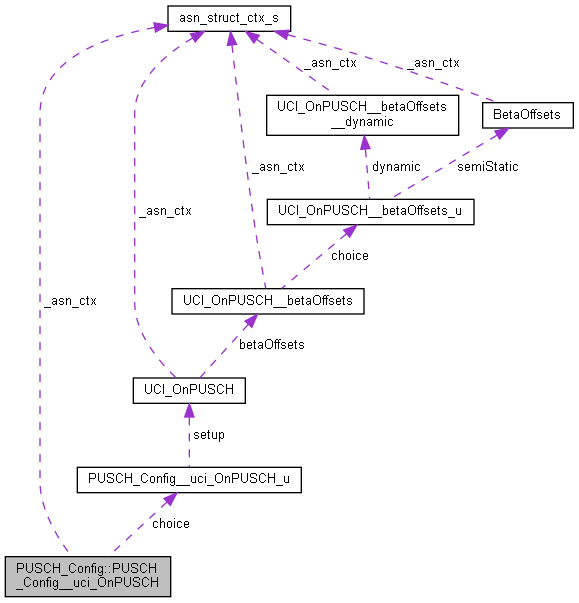 asn_struct_ctx_s
_asn_ctx
_asn_ctx
UCI_OnPUSCH__betaOffsets
__dynamic
BetaOffsets
_asn_ctx
dynamic
semiStatic
_asn_ctx
UCI_OnPUSCH__betaOffsets_u
choice
_asn_ctx
UCI_OnPUSCH__betaOffsets
betaOffsets
UCI_OnPUSCH
setup
PUSCH_Config__uci_OnPUSCH_u
choice
PUSCH_Config::PUSCH
_Config__uci_OnPUSCH